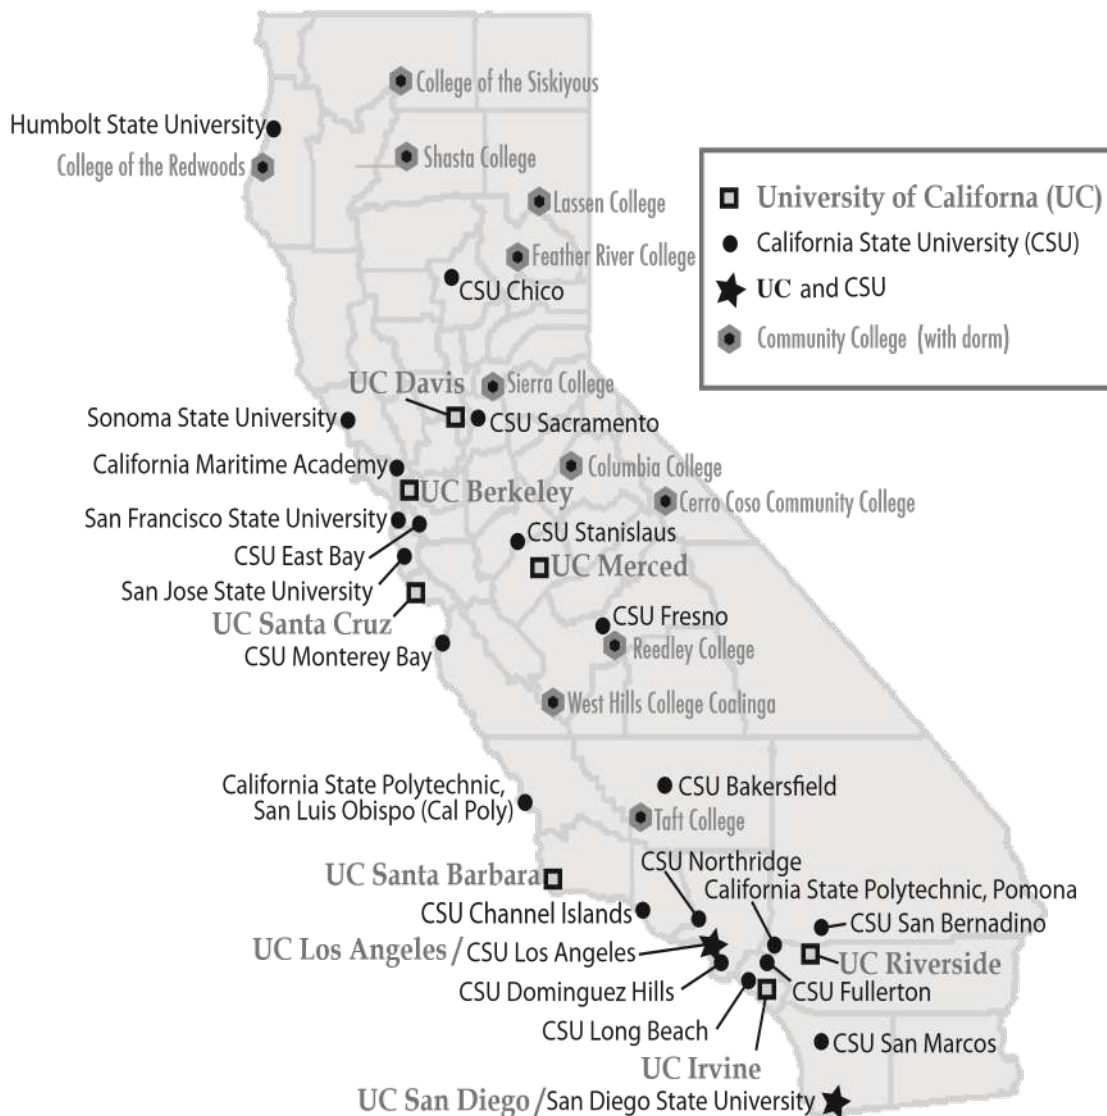 College of the Siskiyous
Humbolt State University
College of the Redwoods
Shasta College
University of Californa (UC)
Lassen College
California State University (CSU)
Feather River College
CSU Chico
UC and CSU
Community College (with dorm)
UC Davis
Sierra College
Sonoma State University
CSU Sacramento
California Maritime Academy
Columbia College
UC Berkeley
Cerro Coso Community College
San Francisco State University
CSU Stanislaus
CSU East Bay
UC Merced
San Jose State University
UC Santa Cruz
CSU Fresno
CSU Monterey Bay
Reedley College
West Hills College Coalinga
California State Polytechnic,
San Luis Obispo (Cal Poly)
CSU Bakersfield
Taft College
CSU Northridge
UC Santa Barbara
California State Polytechnic, Pomona
CSU Channel Islands
CSU San Bernadino
UC Los Angeles / CSU Los Angeles
UC Riverside
CSU Dominguez Hills
CSU Fullerton
CSU Long Beach
CSU San Marcos
UC Irvine
UC San Diego /San Diego State University